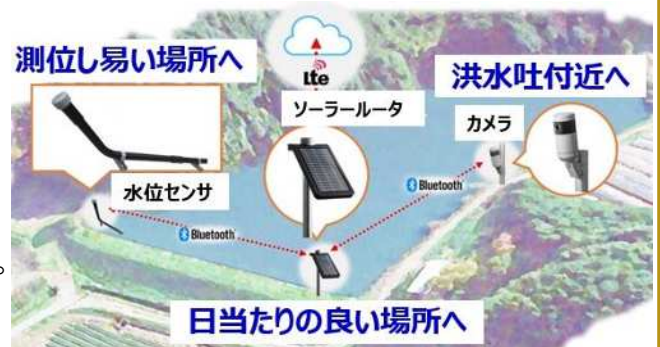 測位し易い場所へ
lte
洪水吐付近へ
ソーラールータ
カメラ
水位センサ
Bluetooth
Bluetooth
日当たりの良い場所へ
。